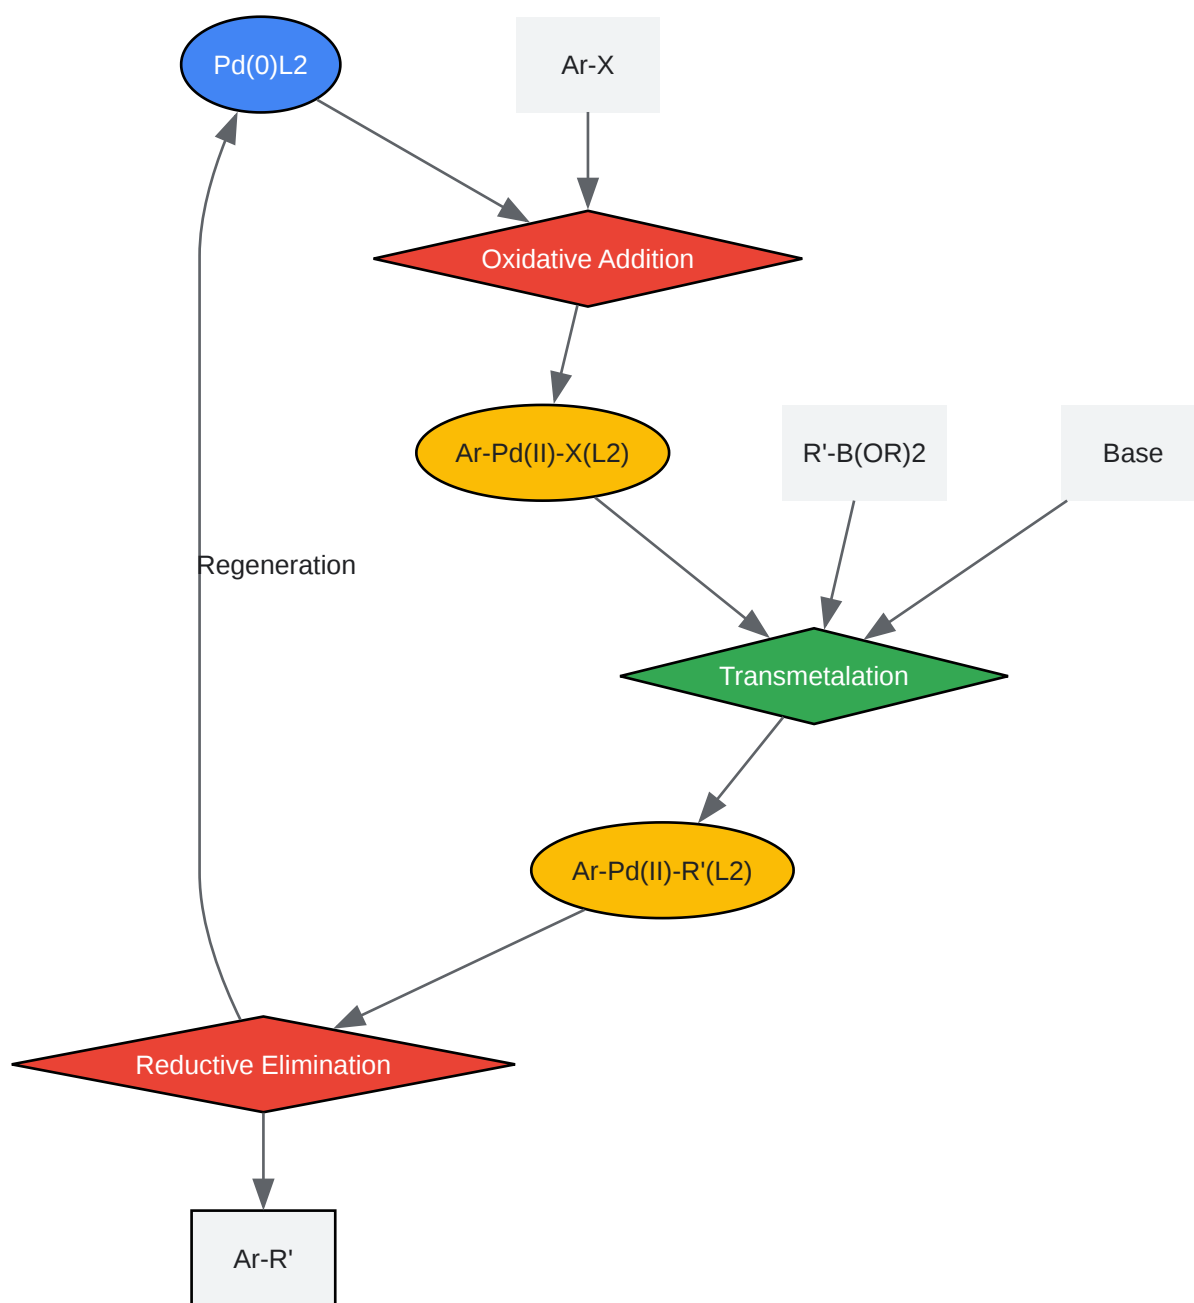 Pd(0)L2
Ar-X
Oxidative Addition
Ar-Pd(II)-X(L2)
R'-B(OR)2
Base
Regeneration
Transmetalation
Ar-Pd(II)-R'(L2)
Reductive Elimination
Ar-R'